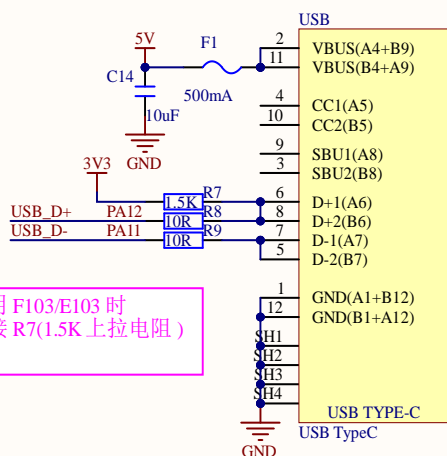 USB
5V
F1
2
VBUS(A4+B9)
11
VBUS(B4+A9)
C14
500mA
10uF
4
CC1(A5)
10
CC2(B5)
GND
9
SBU1(A8)
3
SBU2(B8)
3V3
1.5K
R7
6
D+1(A6)
USB_D+
PA12
10R
R8
8
D+2(B6)
USB_D-
PA11
10R
R9
7
D-1(A7)
5
D-2(B7)
F103/E103 时
R7(1.5K 上拉电阻 )
1
GND(A1+B12)
12
GND(B1+A12)
SH1
SH2
SH3
SH4
USB TYPE-C
USB TypeC
GND